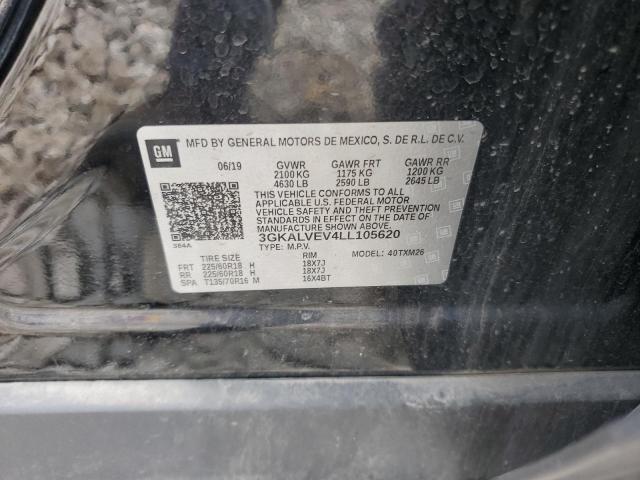 GM
MFD BY GENERAL MOTORS DE MEXICO, S. DE R.L. DE C.V.
06/19 GVWR GAWR FRT GAWR RR
2100 KG 1175 KG 1200 KG
4630 LB 2590 LB 2645 LB
THIS VEHICLE CONFORMS TO ALL
APPLICABLE U.S. FEDERAL MOTOR
VEHICLE SAFETY AND THEFT PREVENTION
STANDARDS IN EFFECT ON THE DATE OF
MANUFACTURE SHOWN ABOVE.
3GKALVEV4LL105620
384A
TYPE: M.P.V. MODEL: 40TXM26
TIRE SIZE RIM
FRT 225/60R18 H 18X7J
RR 225/60R18 H 18X7J
SPA T135/70R16 M 16X4BT